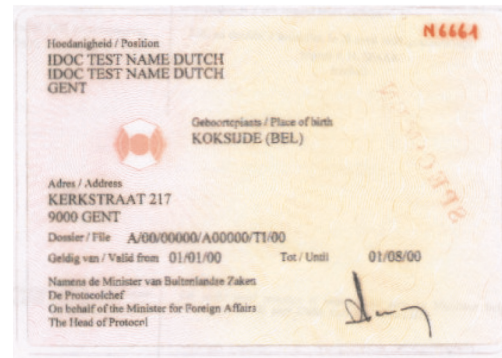 N6664
Hoedanigheid / Position
IDOC TEST NAME DUTCH
IDOC TEST NAME DUTCH
GENT
Geboorteplaats / Place of birth
KOKSIJDE (BEL)
Adres / Address
KERKSTRAAT 217
9000 GENT
Dossier / File A/00/00000/A00000/TI/00
Geldig van / Valid from 01/01/00 Tot / Until 01/08/00
Namens de Minister van Buitenlandse Zaken
De Protocolchef
On behalf of the Minister for Foreign Affairs
The Head of Protocol
SPECIMEN